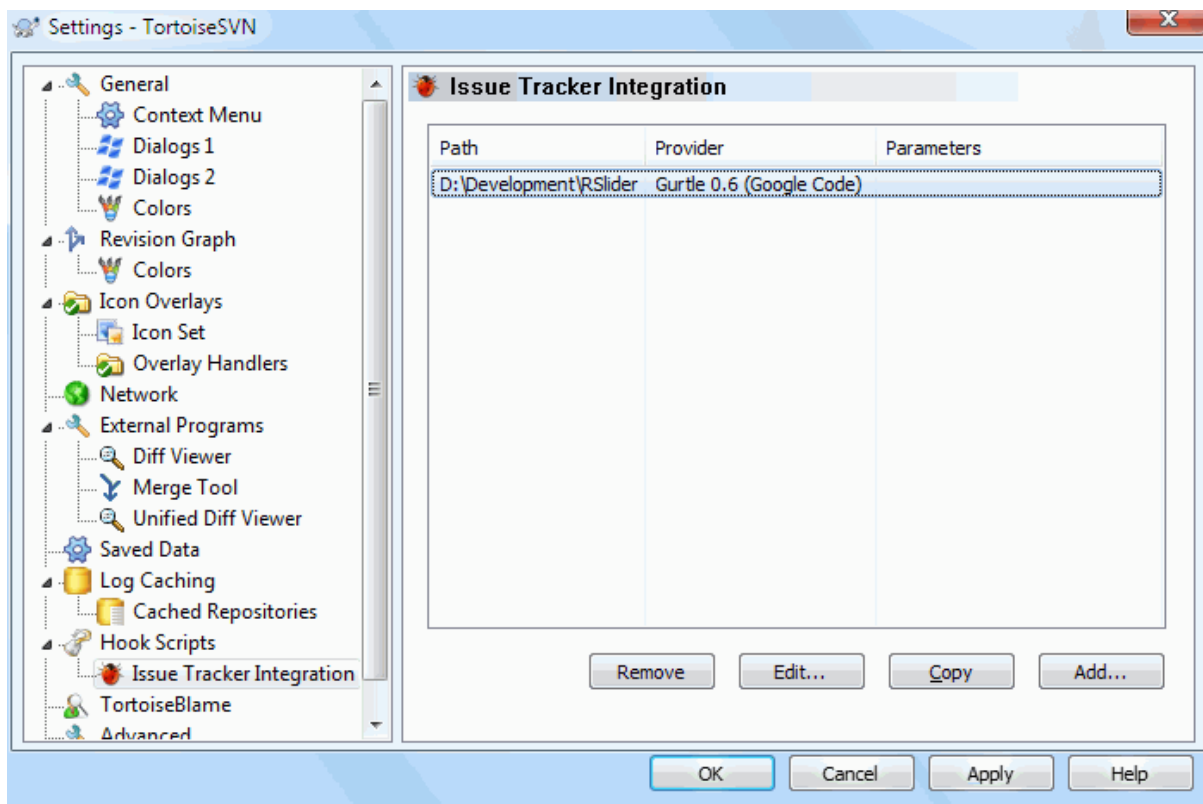 Settings - TortoiseSVN
General
Context Menu
Dialogs 1
Dialogs 2
Colors
Revision Graph
Colors
Icon Overlays
Icon Set
Overlay Handlers
Network
External Programs
Diff Viewer
Merge Tool
Unified Diff Viewer
Saved Data
Log Caching
Cached Repositories
Hook Scripts
Issue Tracker Integration
TortoiseBlame
Advanced
Issue Tracker Integration
Path Provider Parameters
D:\Development\RSlider Gurtle 0.6 (Google Code)
Remove Edit... Copy Add...
OK Cancel Apply Help